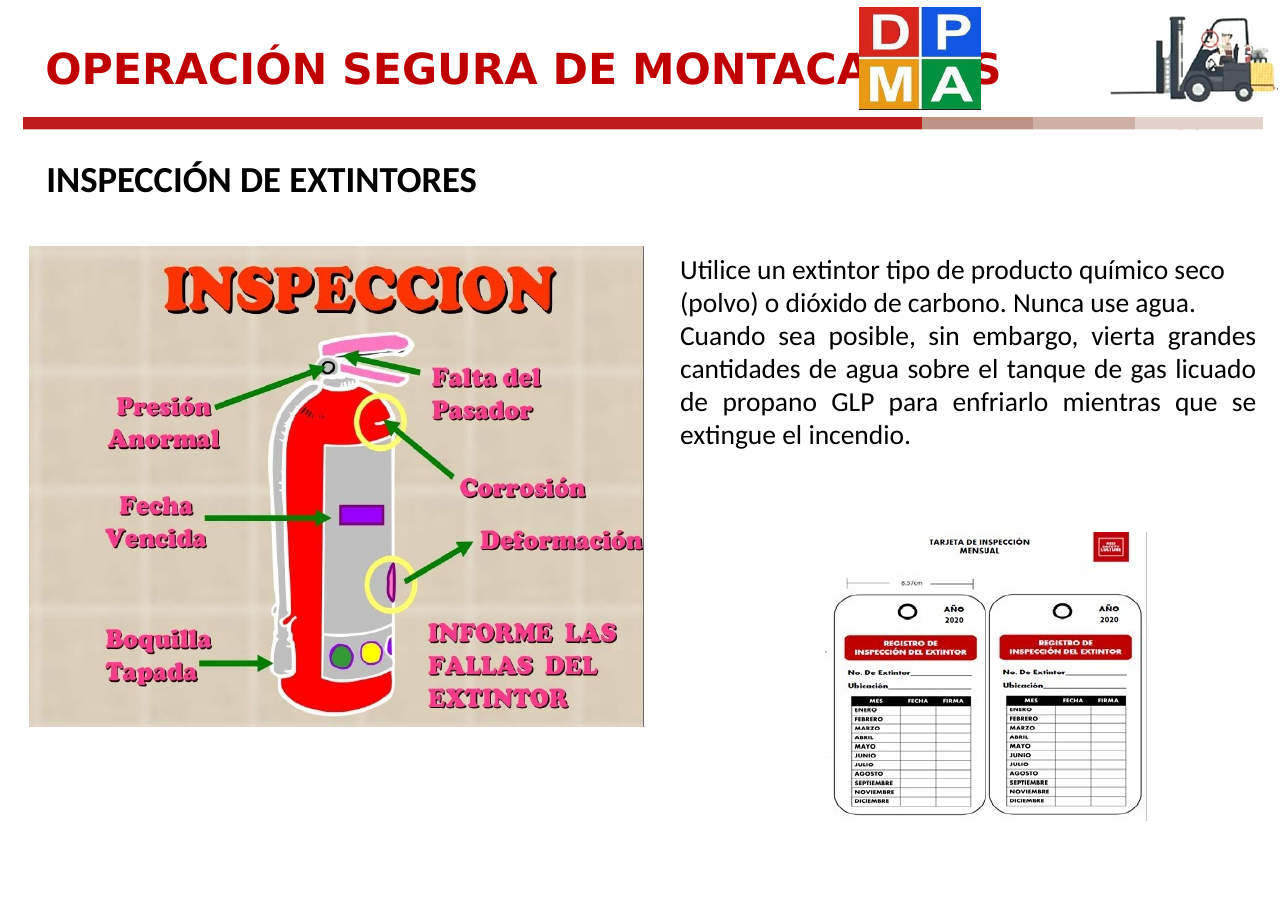 OPERACIÓN SEGURA DE MONTACA S
D P
M A
INSPECCIÓN DE EXTINTORES
INSPECCION
Falta del
Pasador
Presión
Anormal
Corrosión
Fecha
Vencida
Deformación
Boquilla
Tapada
INFORME LAS
FALLAS DEL
EXTINTOR
Utilice un extintor tipo de producto químico seco
(polvo) o dióxido de carbono. Nunca use agua.
Cuando sea posible, sin embargo, vierta grandes
cantidades de agua sobre el tanque de gas licuado
de propano GLP para enfriarlo mientras que se
extingue el incendio.
TARJETA DE INSPECCIÓN
MENSUAL
8.57cm
AÑO
2020
REGISTRO DE
INSPECCIÓN DEL EXTINTOR
No. De Extintor
Ubicación
MES FECHA FIRMA
ENERO
FEBRERO
MARZO
ABRIL
MAYO
JUNIO
JULIO
AGOSTO
SEPTIEMBRE
NOVIEMBRE
DICIEMBRE
AÑO
2020
REGISTRO DE
INSPECCIÓN DEL EXTINTOR
No. De Extintor
Ubicación
MES FECHA FIRMA
ENERO
FEBRERO
MARZO
ABRIL
MAYO
JUNIO
JULIO
AGOSTO
SEPTIEMBRE
NOVIEMBRE
DICIEMBRE